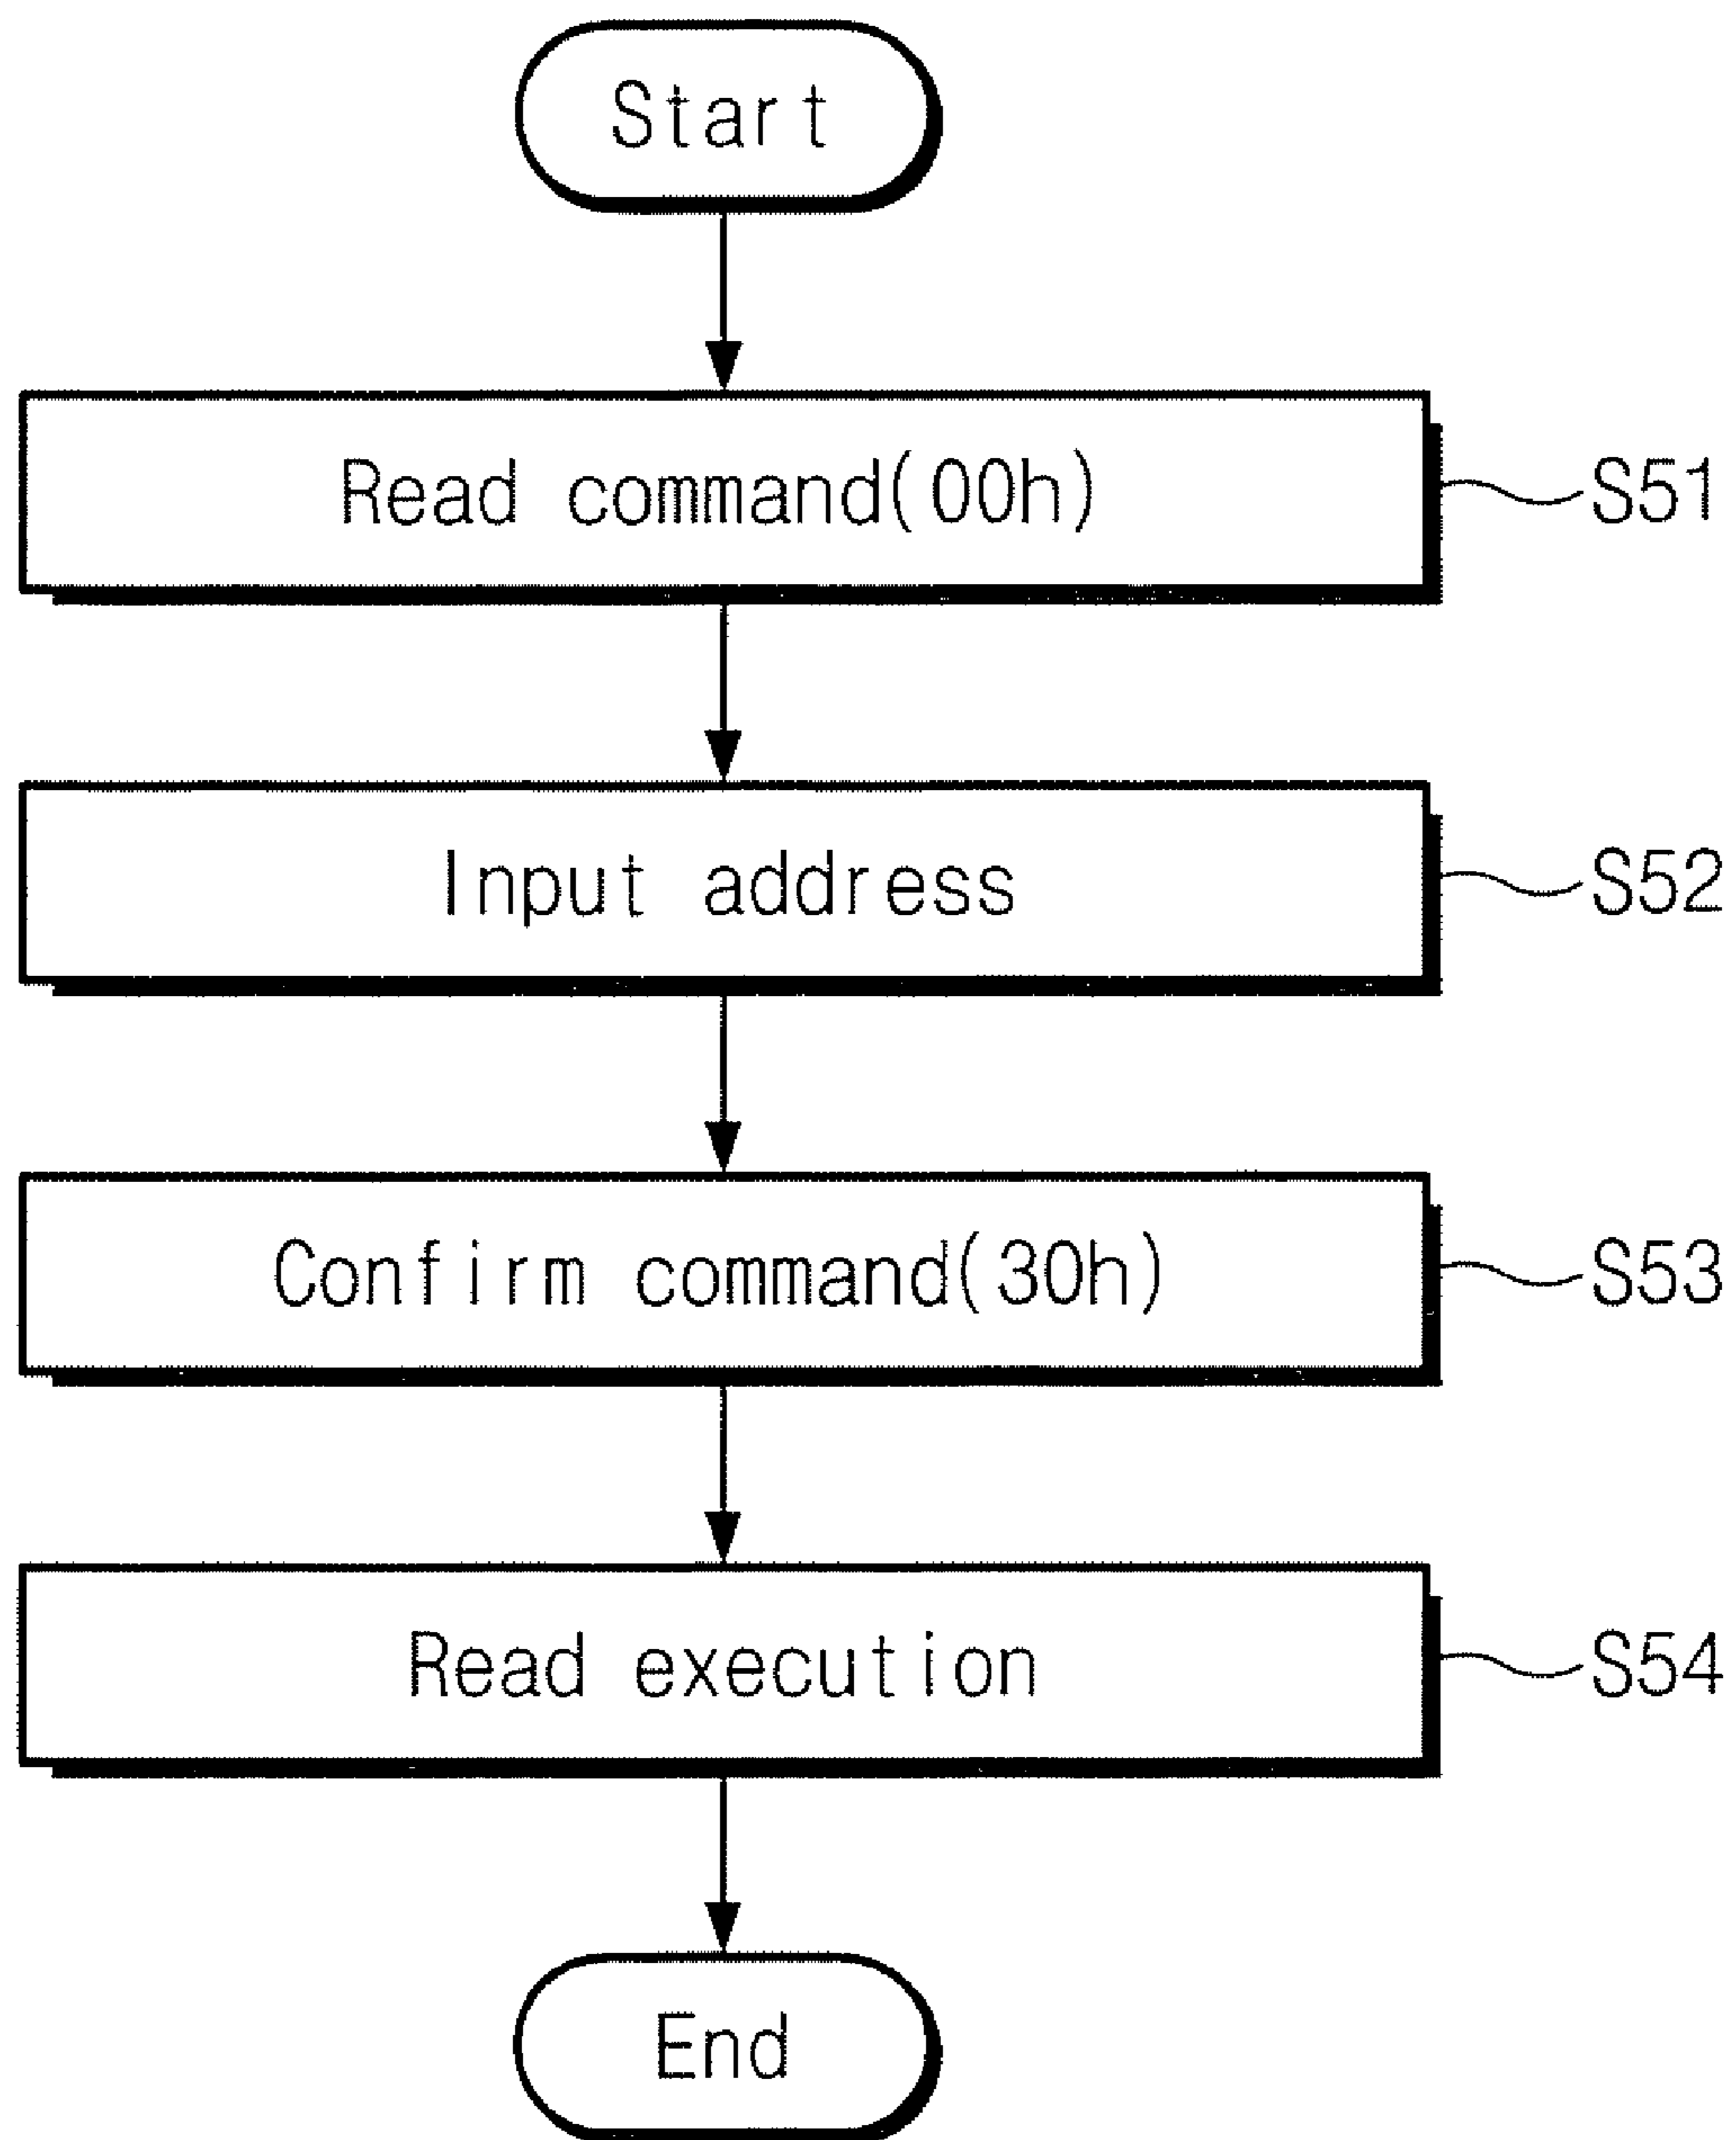 Start
Read command(00h)
S51
Input address
S52
Confirm command(30h)
S53
Read execution
S54
End